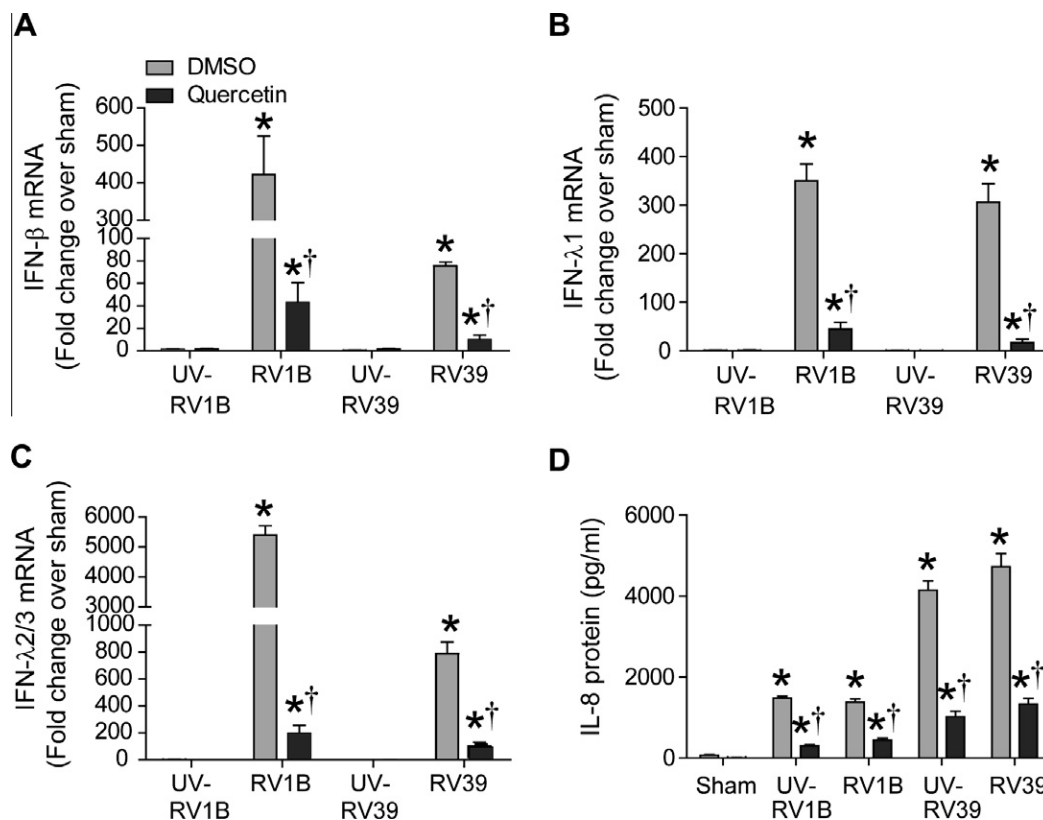 A
DMSO
Quercetin
IFN-β mRNA
(Fold change over sham)
600
500
400
300
100
80
60
40
20
0
*
*†
*
*†
UV-
RV1B
RV1B
UV-
RV39
RV39
B
IFN-λ1 mRNA
(Fold change over sham)
500
400
300
200
100
0
*
*†
*
*†
UV-
RV1B
RV1B
UV-
RV39
RV39
C
IFN-λ2/3 mRNA
(Fold change over sham)
6000
5000
4000
3000
1000
800
600
400
200
0
*
*†
*
*†
UV-
RV1B
RV1B
UV-
RV39
RV39
D
IL-8 protein (pg/ml)
6000
4000
2000
0
*
*†
*
*†
*
*†
*
*†
Sham
UV-
RV1B
RV1B
UV-
RV39
RV39